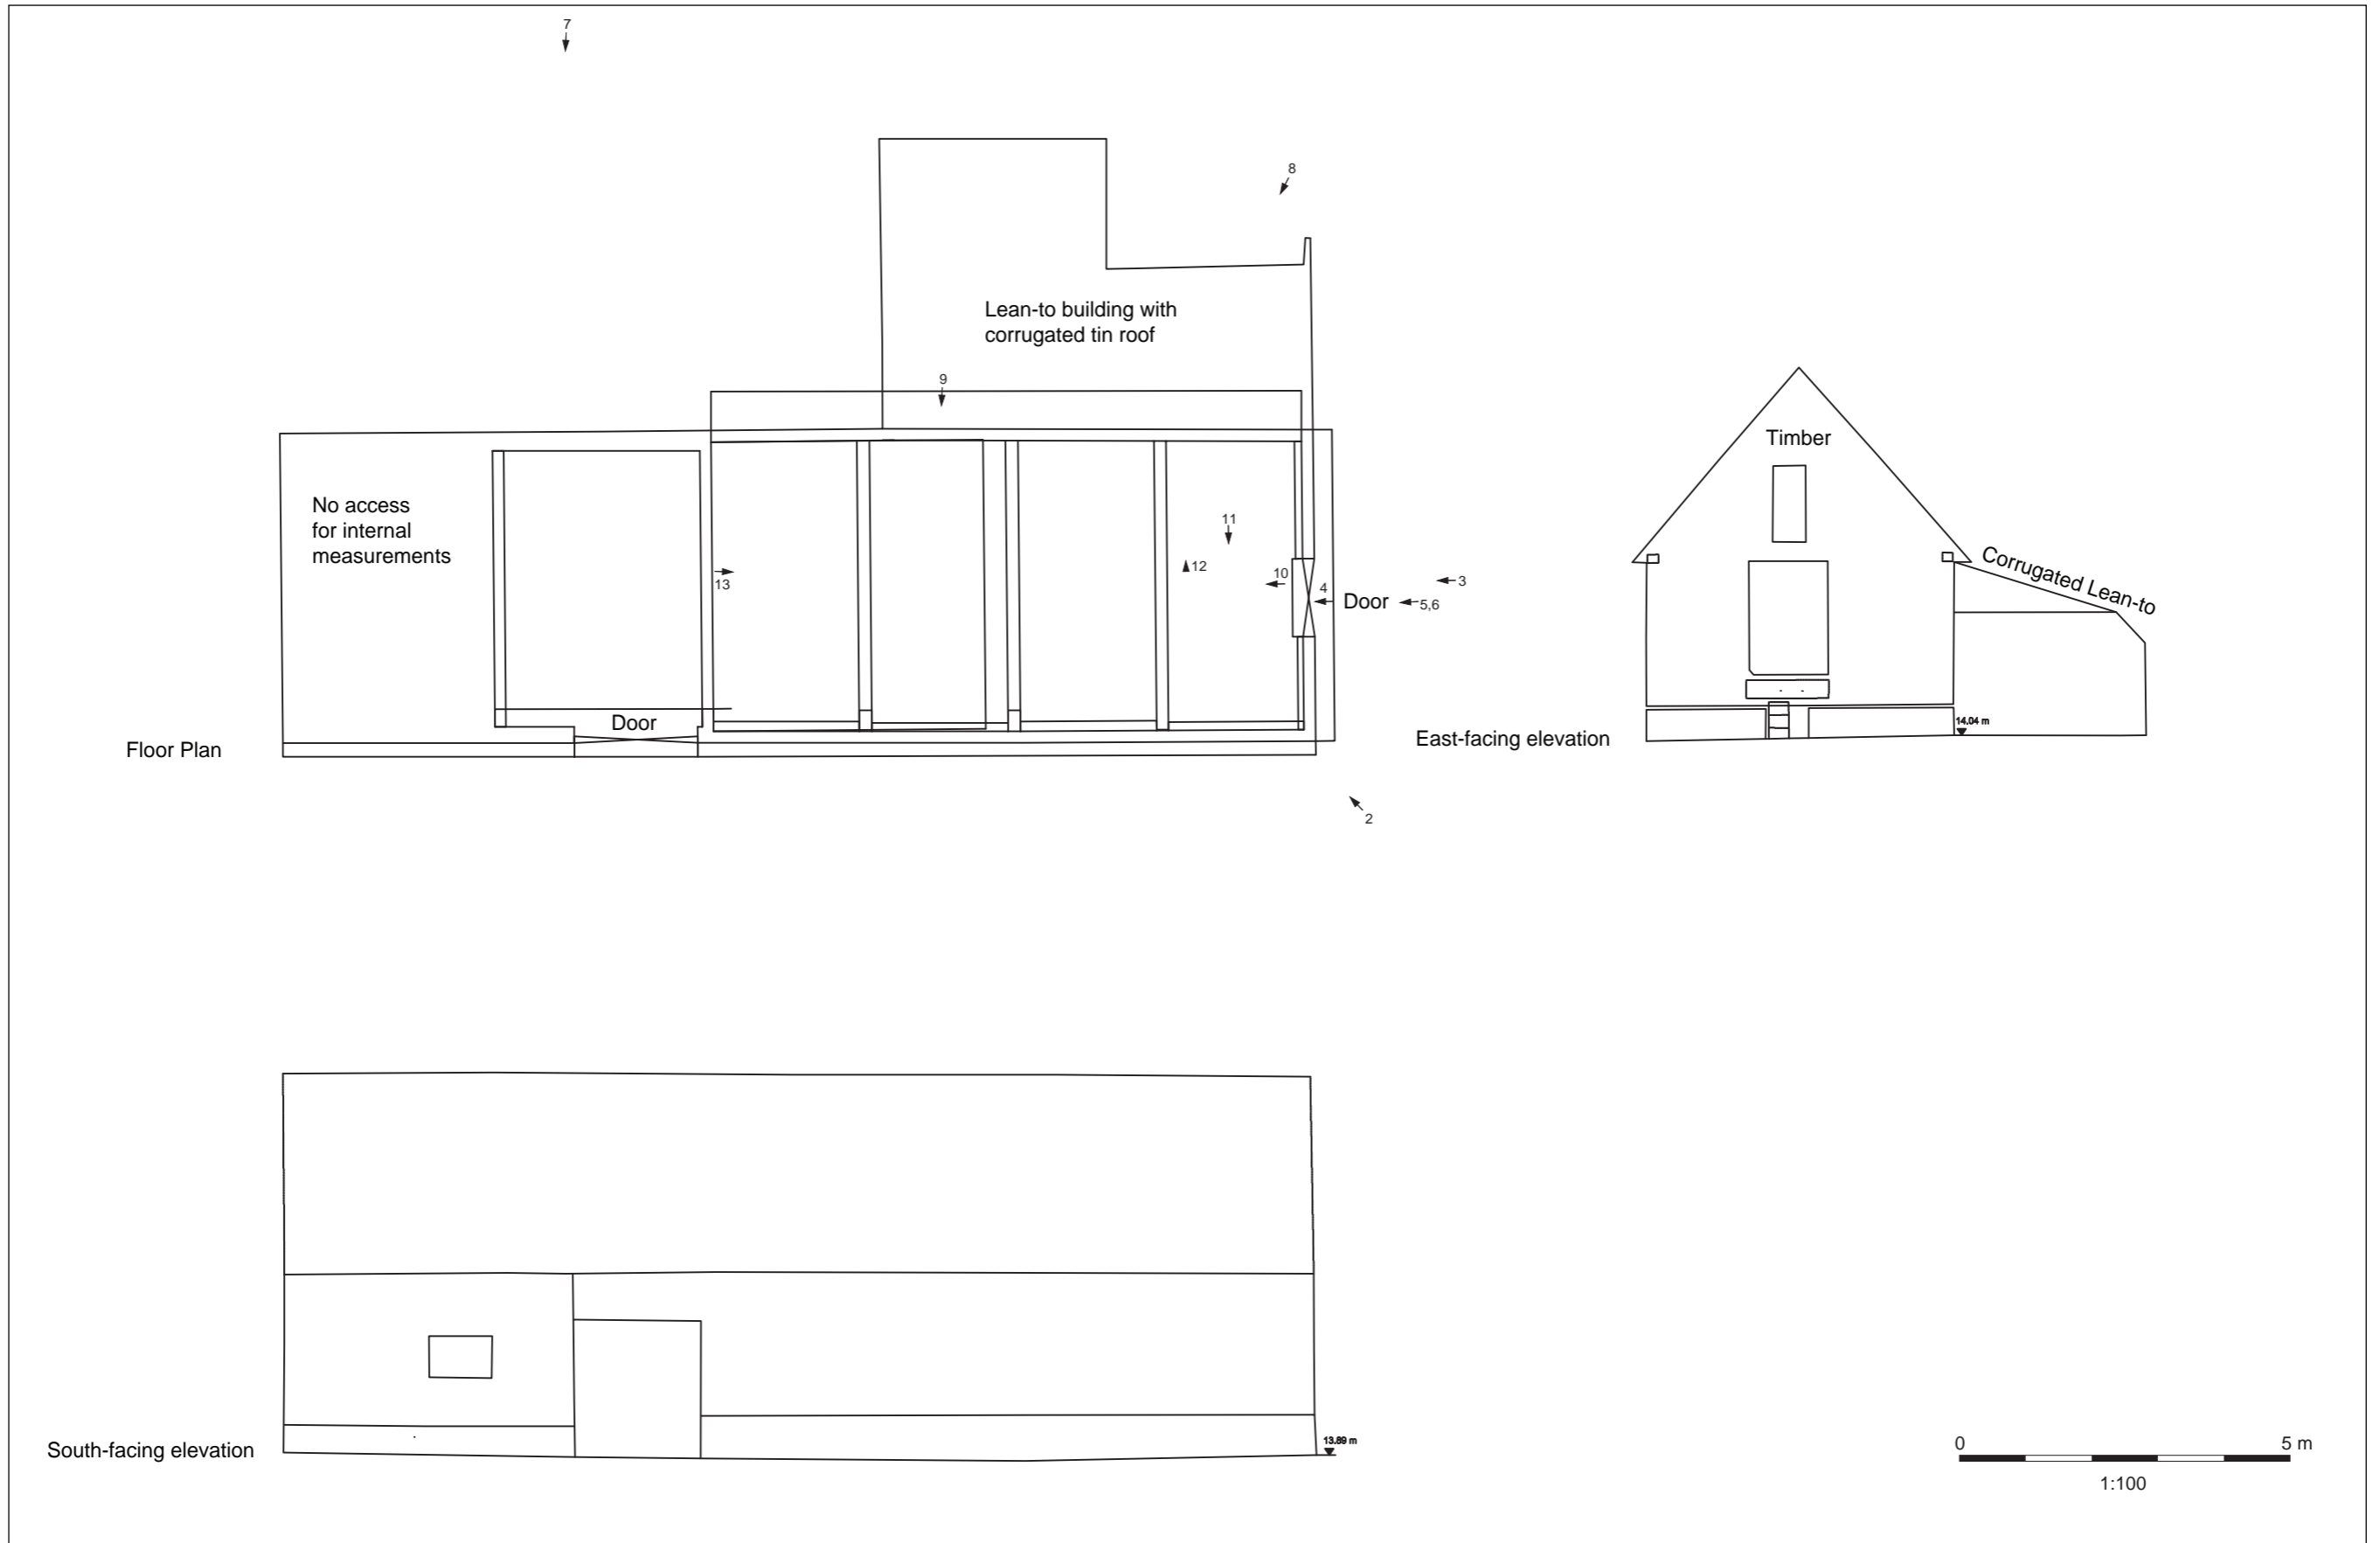 7
8
Lean-to building with
corrugated tin roof
9
Timber
No access
for internal
measurements
11
12
13
10
4
Door
3
5,6
Corrugated Lean-to
Door
14.04 m
Floor Plan
East-facing elevation
2
South-facing elevation
13.89 m
0
5 m
1:100